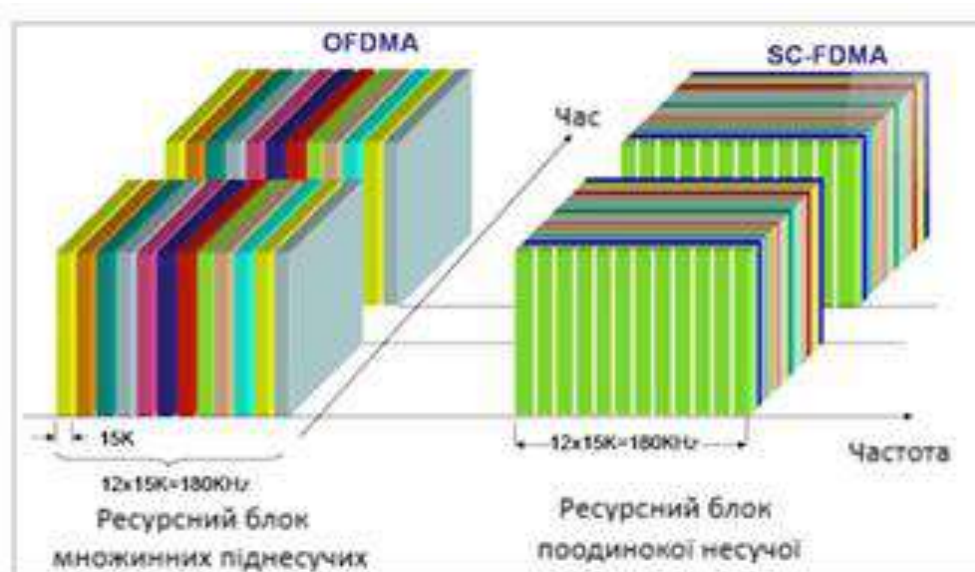 OFDMA
SC-FDMA
Час
15K
12x15K=180KHz
12x15K=180KHz
Частота
Ресурсний блок
множинних піднесучих
Ресурсний блок
поодинокої несучої